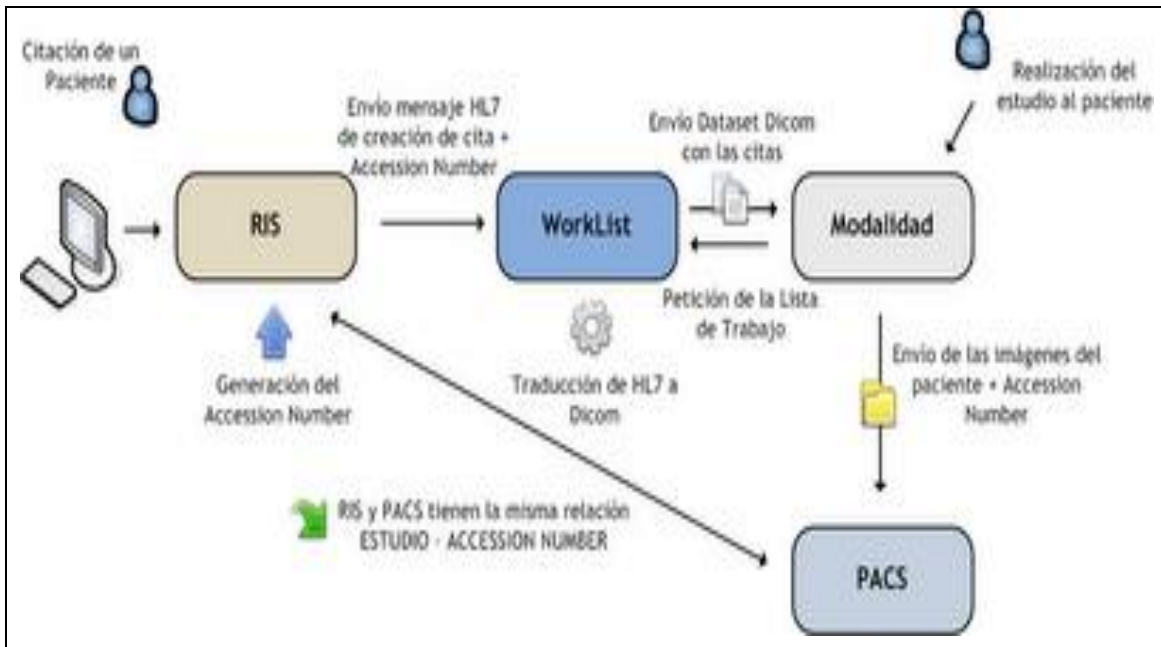 Citación de un
Paciente
Envío mensaje HL7
de creación de cita +
Accession Number
Envío Dataset Dicom
con las citas
Realización del
estudio al paciente
RIS
WorkList
Modalidad
Generación del
Accession Number
Traducción de HL7 a
Dicom
Petición de la Lista
de Trabajo
Envío de las imágenes del
paciente + Accession
Number
RIS y PACS tienen la misma relación
ESTUDIO - ACCESSION NUMBER
PACS